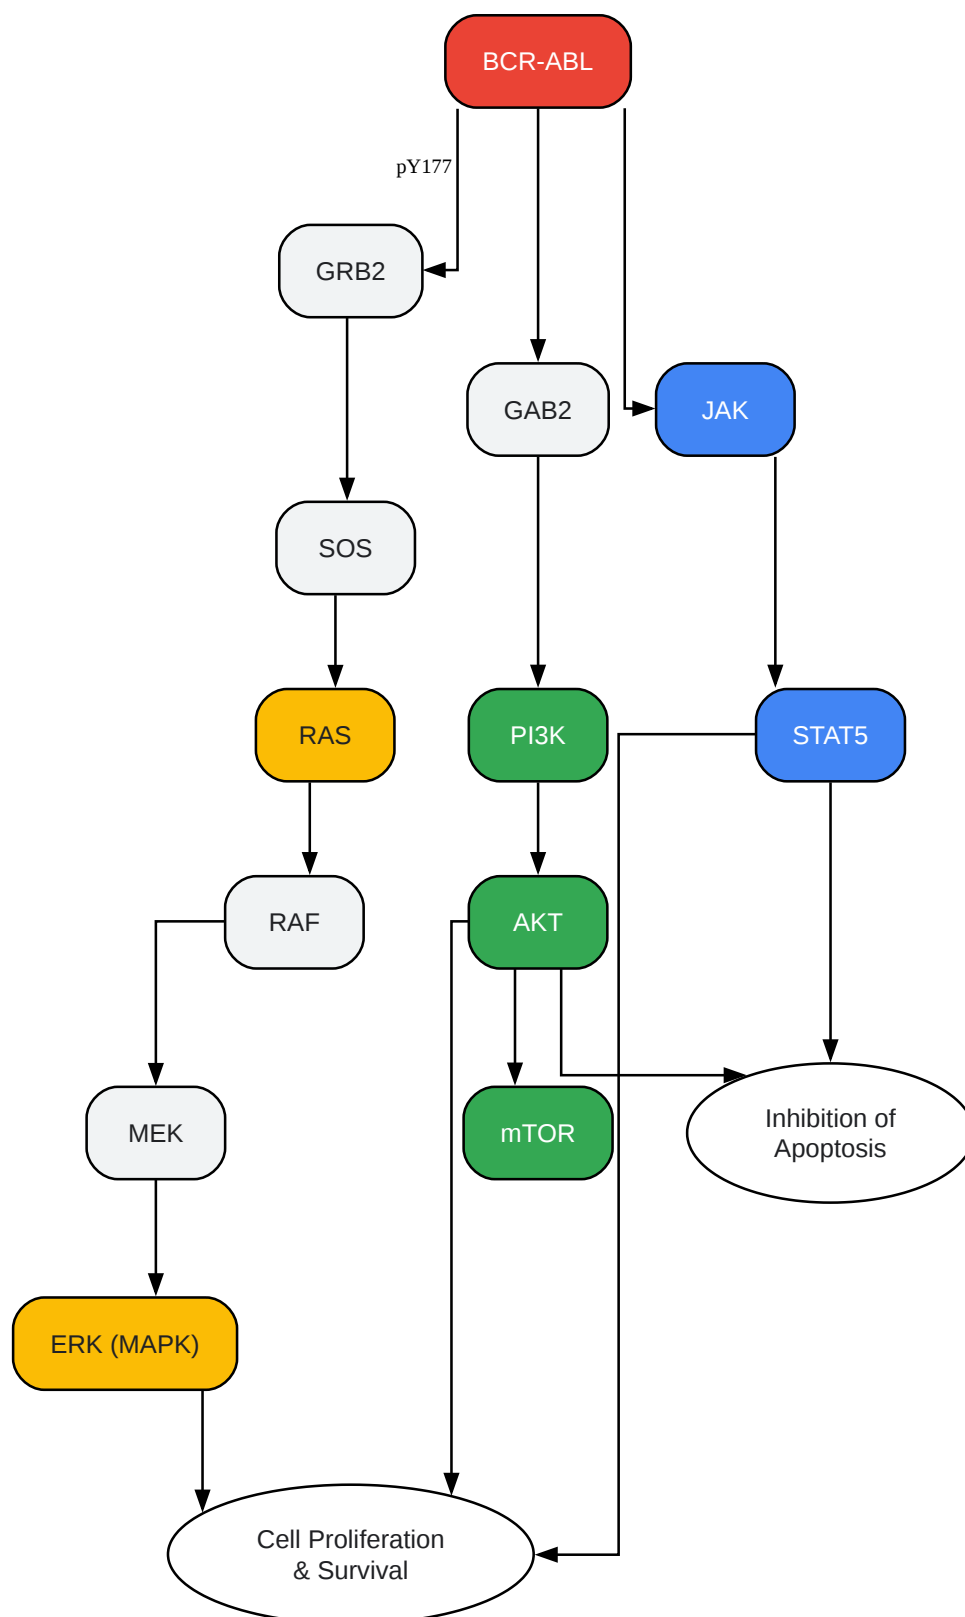 BCR-ABL
pY177
GRB2
GAB2
JAK
SOS
RAS
PI3K
STAT5
RAF
AKT
MEK
mTOR
Inhibition of
Apoptosis
ERK (MAPK)
Cell Proliferation
& Survival